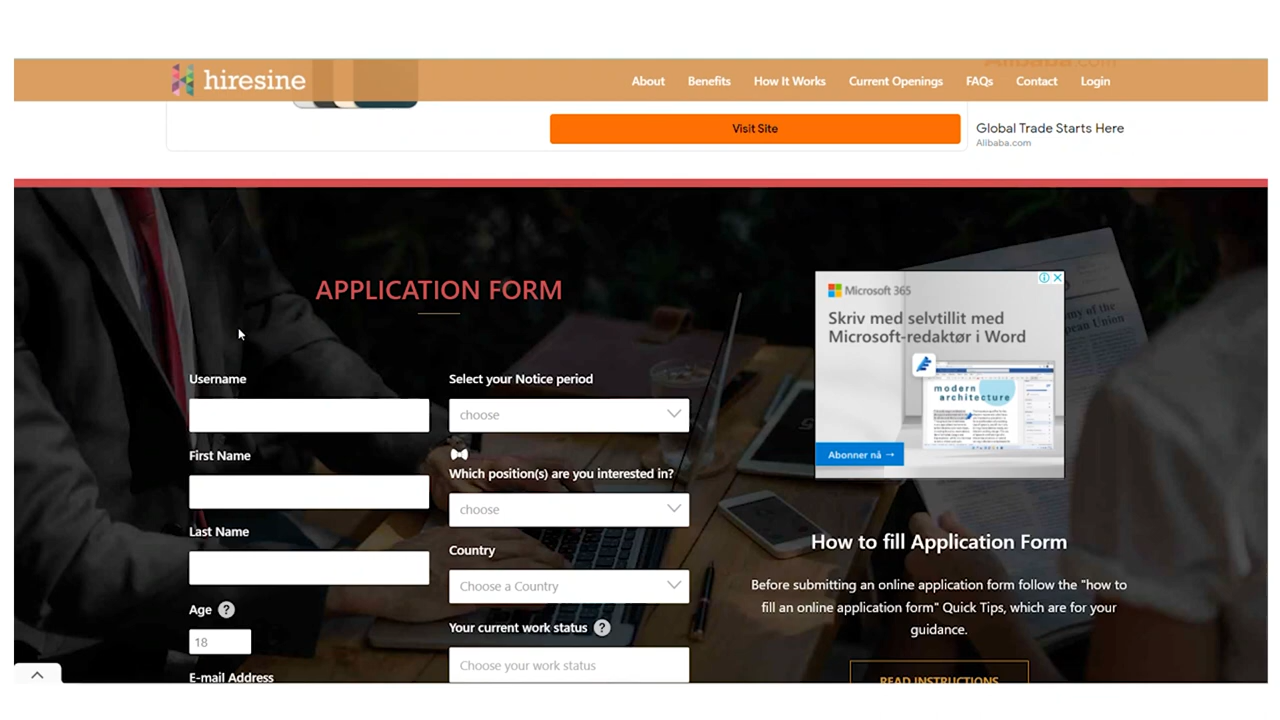 Alibaba.com
hiresine
About
Benefits
How It Works
Current Openings
FAQs
Contact
Login
Visit Site
Global Trade Starts Here
Alibaba.com
APPLICATION FORM
Username
First Name
Last Name
Age ?
18
E-mail Address
Select your Notice period
choose
Which position(s) are you interested in?
choose
Country
Choose a Country
Your current work status ?
Choose your work status
Microsoft 365
Skriv med selvtillit med
Microsoft-redaktør i Word
modern
architecture
Abonner nå →
How to fill Application Form
Before submitting an online application form follow the "how to
fill an online application form" Quick Tips, which are for your
guidance.
READ INSTRUCTIONS